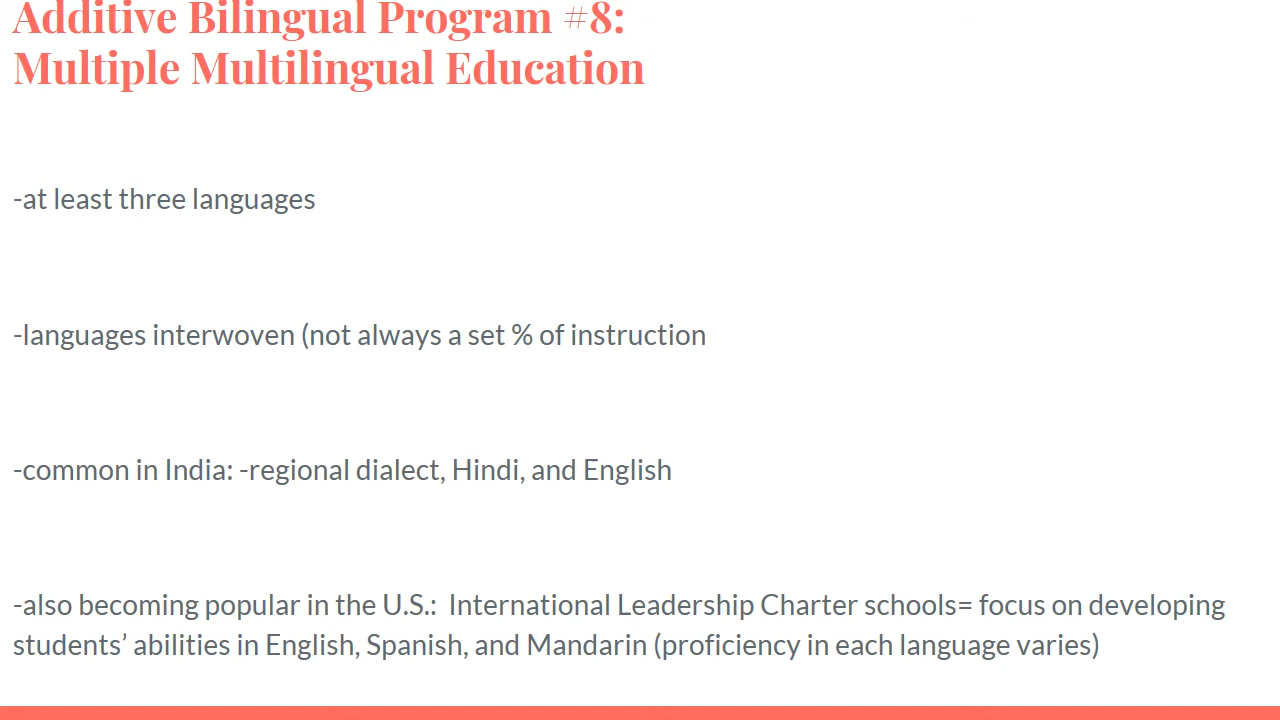 Additive Bilingual Program #8:
Multiple Multilingual Education
-at least three languages
-languages interwoven (not always a set % of instruction
-common in India: -regional dialect, Hindi, and English
-also becoming popular in the U.S.:  International Leadership Charter schools= focus on developing
students’ abilities in English, Spanish, and Mandarin (proficiency in each language varies)